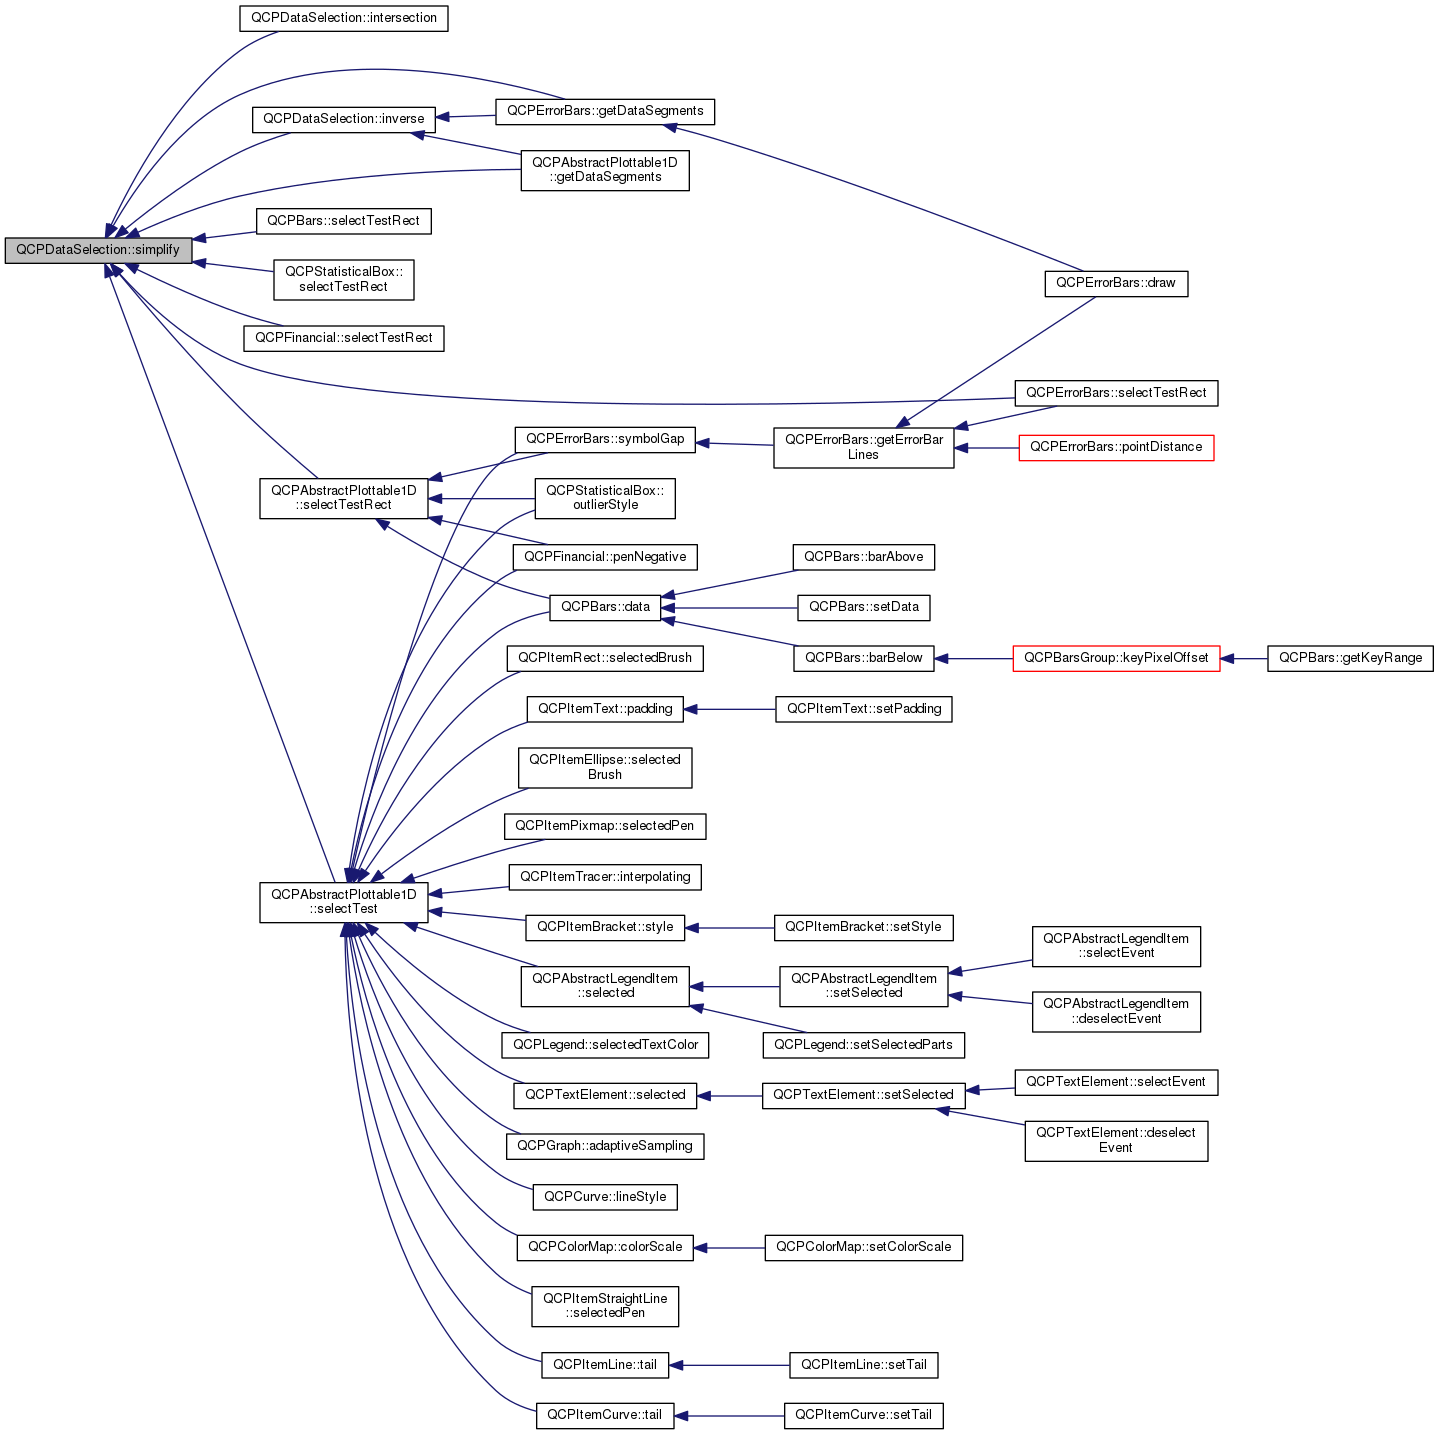 QCPDataSelection::intersection
QCPErrorBars::getDataSegments
QCPDataSelection::inverse
QCPAbstractPlottable1D
::getDataSegments
QCPBars::selectTestRect
QCPDataSelection::simplify
QCPStatisticalBox::
selectTestRect
QCPErrorBars::draw
QCPFinancial::selectTestRect
QCPErrorBars::selectTestRect
QCPErrorBars::symbolGap
QCPErrorBars::getErrorBar
Lines
QCPErrorBars::pointDistance
QCPAbstractPlottable1D
::selectTestRect
QCPStatisticalBox::
outlierStyle
QCPFinancial::penNegative
QCPBars::barAbove
QCPBars::data
QCPBars::setData
QCPItemRect::selectedBrush
QCPBars::barBelow
QCPBarsGroup::keyPixelOffset
QCPBars::getKeyRange
QCPItemText::padding
QCPItemText::setPadding
QCPItemEllipse::selected
Brush
QCPItemPixmap::selectedPen
QCPItemTracer::interpolating
QCPAbstractPlottable1D
::selectTest
QCPItemBracket::style
QCPItemBracket::setStyle
QCPAbstractLegendItem
::selectEvent
QCPAbstractLegendItem
::selected
QCPAbstractLegendItem
::setSelected
QCPAbstractLegendItem
::deselectEvent
QCPLegend::selectedTextColor
QCPLegend::setSelectedParts
QCPTextElement::selected
QCPTextElement::setSelected
QCPTextElement::selectEvent
QCPTextElement::deselect
Event
QCPGraph::adaptiveSampling
QCPCurve::lineStyle
QCPColorMap::colorScale
QCPColorMap::setColorScale
QCPItemStraightLine
::selectedPen
QCPItemLine::tail
QCPItemLine::setTail
QCPItemCurve::tail
QCPItemCurve::setTail